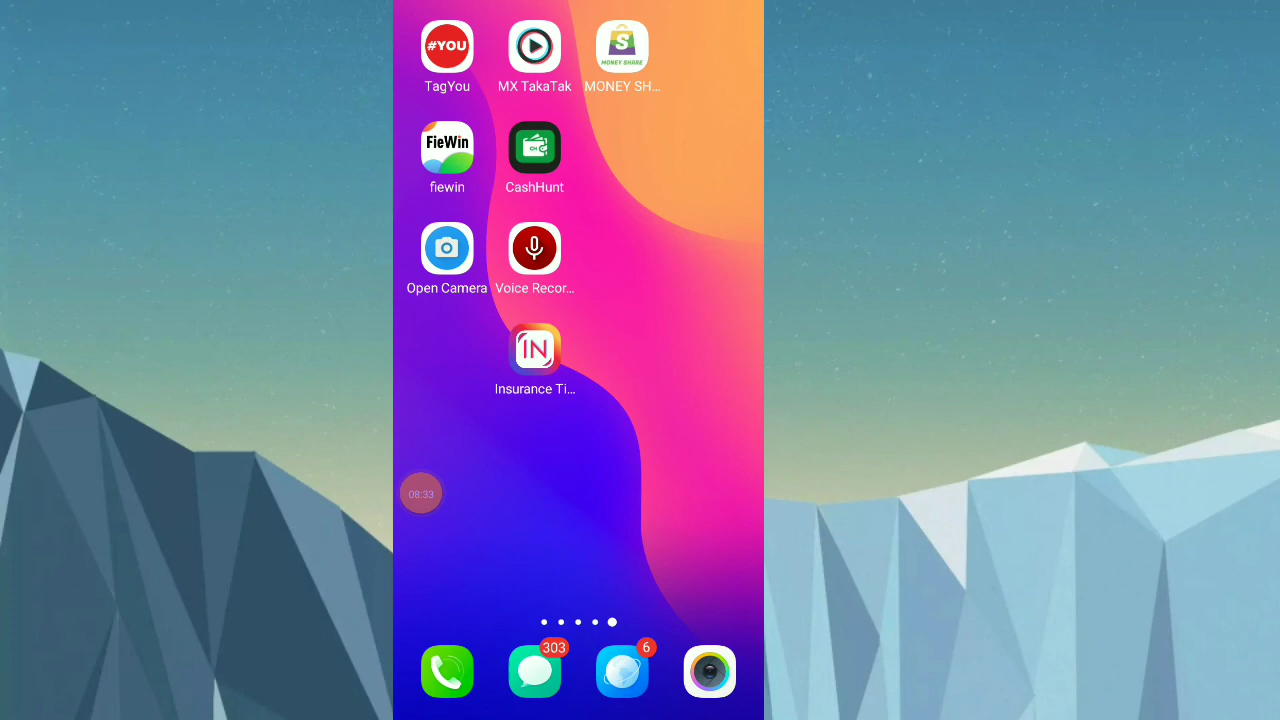 #YOU
TagYou
MX TakaTak
S
MONEY SHARE
MONEY SH...
FieWin
fiewin
CH
CashHunt
Open Camera
Voice Recor...
IN
Insurance Ti...
08:33
303
6